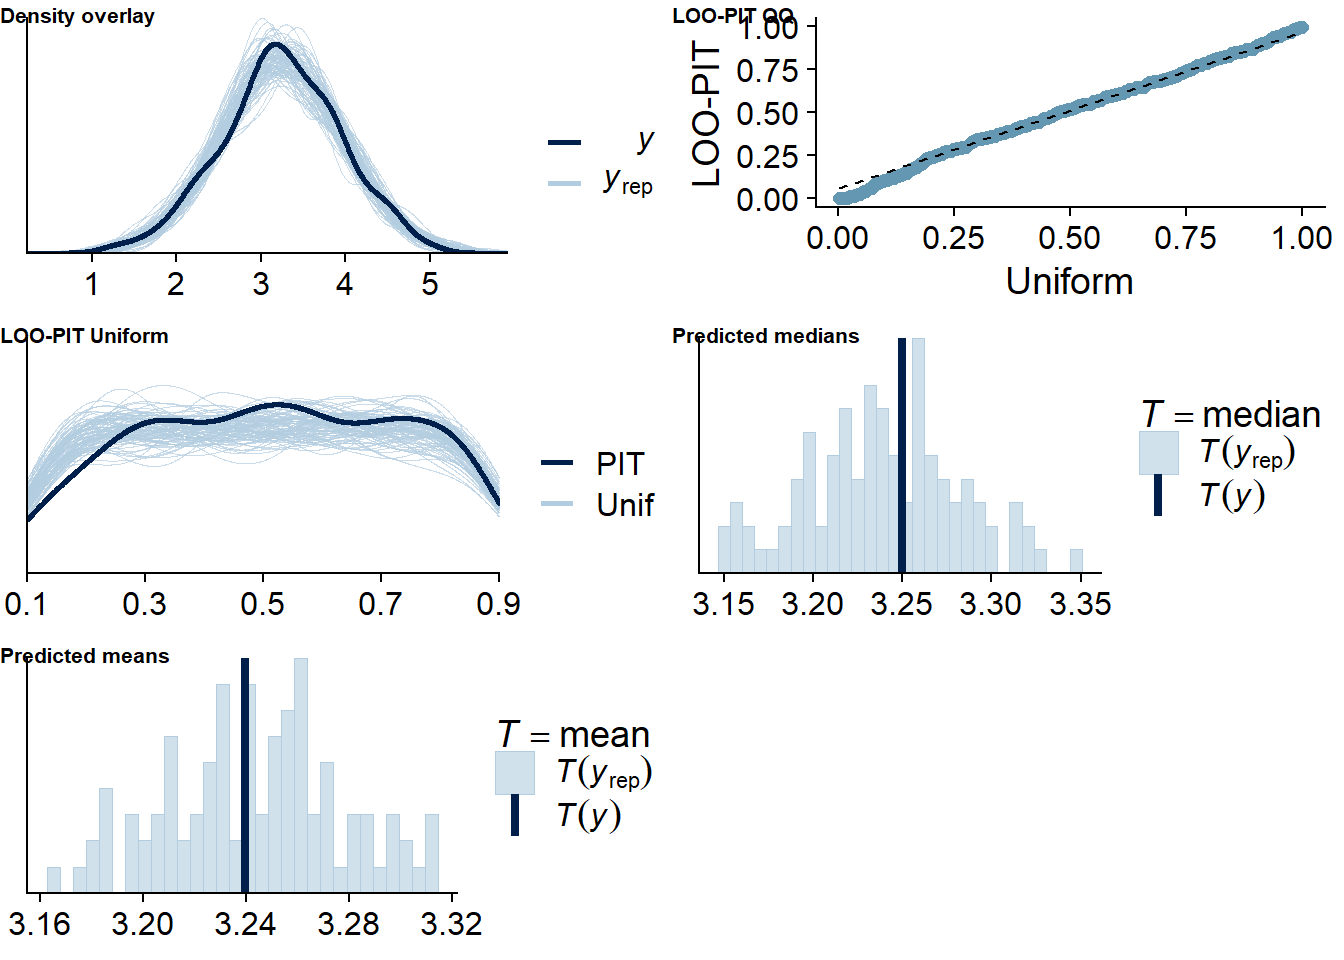 Density overlay
y
yrep
1 2 3 4 5
LOO-PIT QQ
LOO-PIT
1.00
0.75
0.50
0.25
0.00
0.00 0.25 0.50 0.75 1.00
Uniform
LOO-PIT Uniform
PIT
Unif
0.1 0.3 0.5 0.7 0.9
Predicted medians
T = median
T(yrep)
T(y)
3.15 3.20 3.25 3.30 3.35
Predicted means
T = mean
T(yrep)
T(y)
3.16 3.20 3.24 3.28 3.32